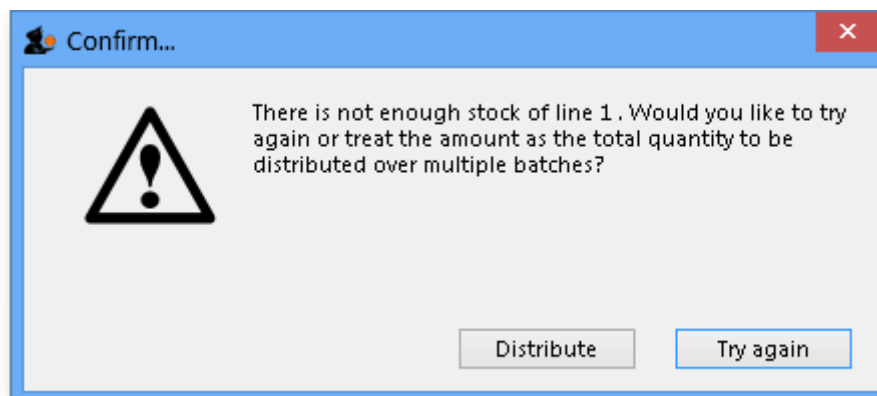 Confirm...
There is not enough stock of line 1 . Would you like to try
again or treat the amount as the total quantity to be
distributed over multiple batches?
Distribute
Try again